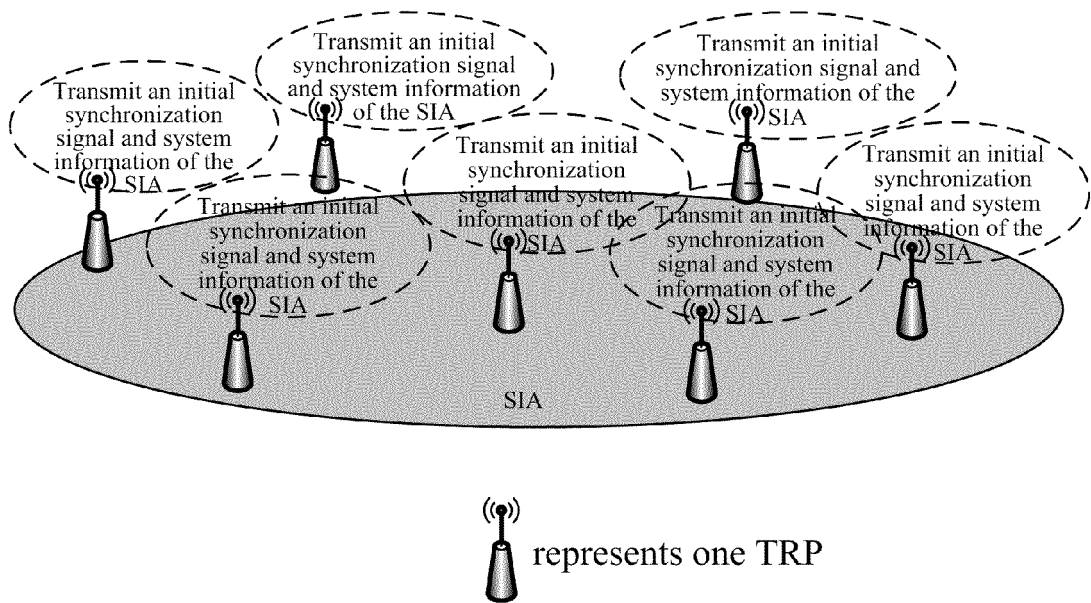 Transmit an initial
synchronization signal
and system information
of the SIA
Transmit an initial
synchronization signal and
system information of the
SIA
Transmit an initial
synchronization
signal and system
information of the
SIA
Transmit an initial
synchronization
signal and system
information of the
SIA
Transmit an initial
synchronization
signal and system
information of the
SIA
Transmit an initial
synchronization
signal and system
information of the
SIA
Transmit an initial
synchronization
signal and system
information of the
SIA
SIA
represents one TRP